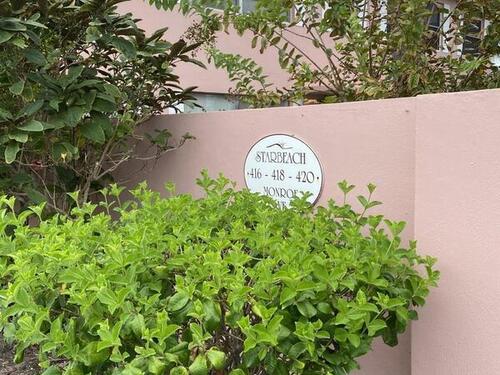 STARBEACH
·416 - 418 - 420·
MONROE